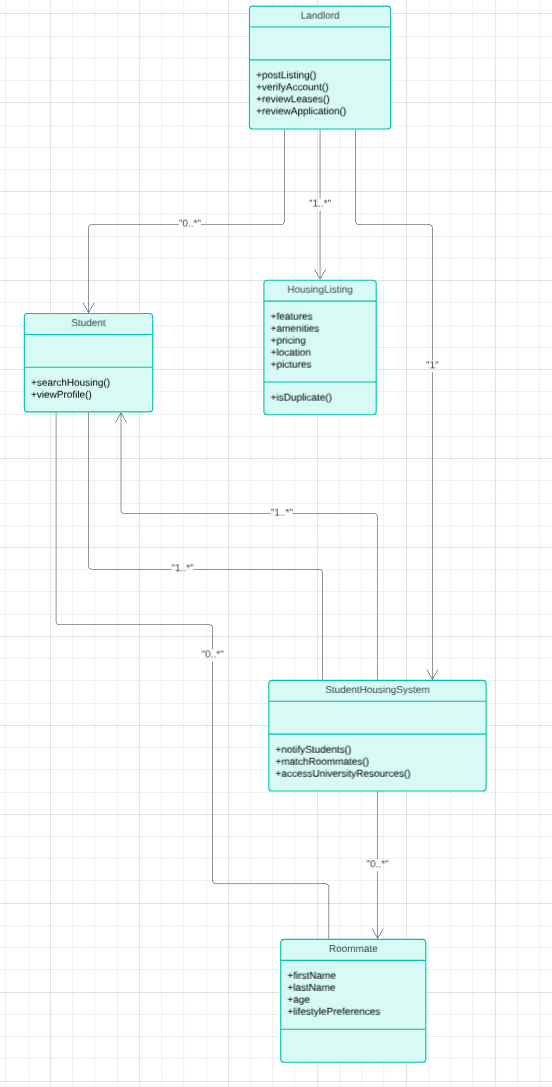 Landlord
+postListing()
+verifyAccount()
+reviewLeases()
+reviewApplication()
"0..*"
"1..*"
HousingListing
+features
+amenities
+pricing
+location
+pictures
+isDuplicate()
Student
+searchHousing()
+viewProfile()
"1"
"1..*"
"1..*"
"0..*"
StudentHousingSystem
+notifyStudents()
+matchRoommates()
+accessUniversityResources()
"0..*"
Roommate
+firstName
+lastName
+age
+lifestylePreferences